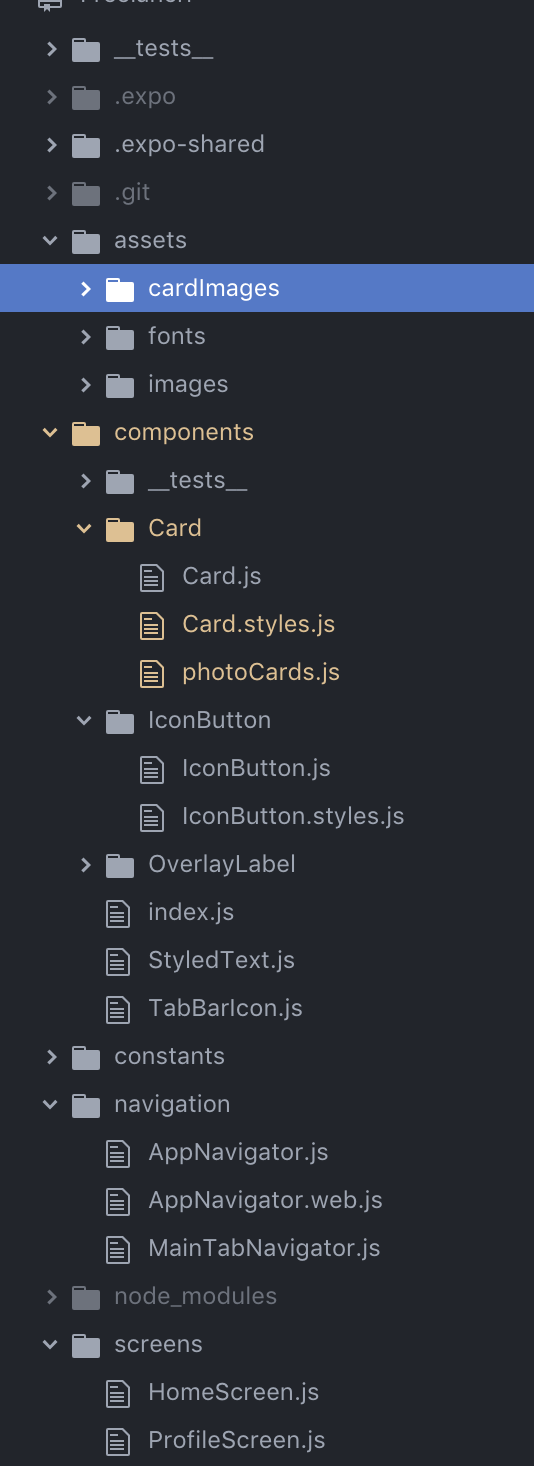 __tests__
.expo
.expo-shared
.git
assets
cardImages
fonts
images
components
__tests__
Card
Card.js
Card.styles.js
photoCards.js
IconButton
IconButton.js
IconButton.styles.js
OverlayLabel
index.js
StyledText.js
TabBarIcon.js
constants
navigation
AppNavigator.js
AppNavigator.web.js
MainTabNavigator.js
node_modules
screens
HomeScreen.js
ProfileScreen.js